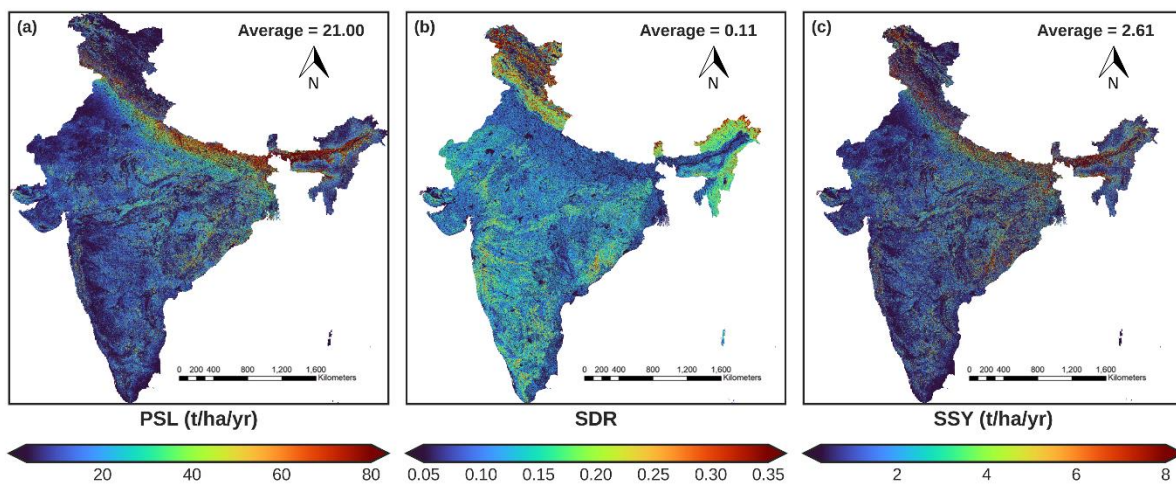 (a) Average = 21.00
N
0 200 400 800 1,200 1,600
Kilometers
PSL (t/ha/yr)
20 40 60 80
(b) Average = 0.11
N
0 200 400 800 1,200 1,600
Kilometers
SDR
0.05 0.10 0.15 0.20 0.25 0.30 0.35
(c) Average = 2.61
N
0 200 400 800 1,200 1,600
Kilometers
SSY (t/ha/yr)
2 4 6 8